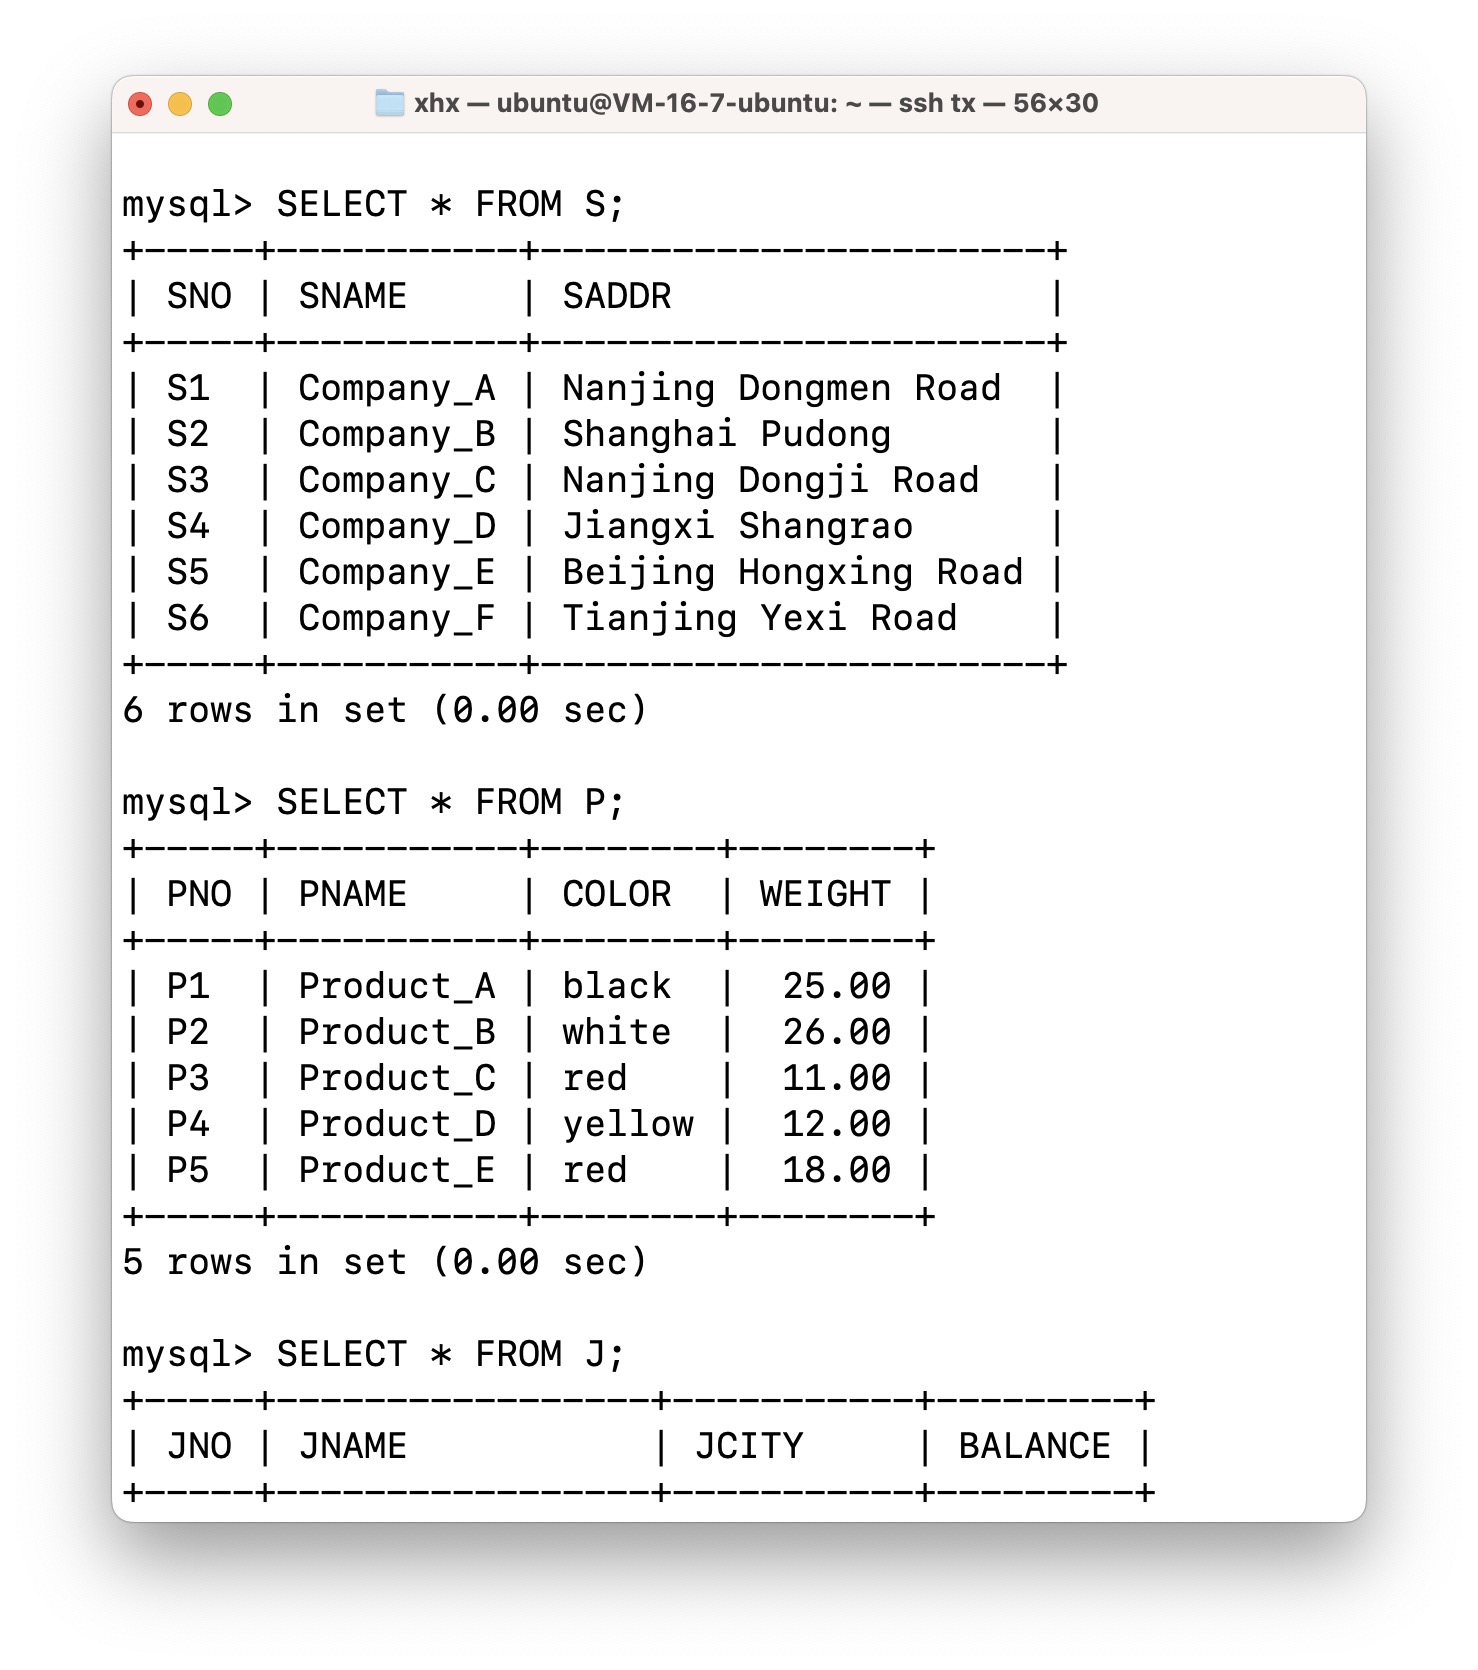 xhx — ubuntu@VM-16-7-ubuntu: ~ — ssh tx — 56×30
mysql> SELECT * FROM S;
+-----+-----------+-----------------------+
| SNO | SNAME     | SADDR                 |
+-----+-----------+-----------------------+
| S1  | Company_A | Nanjing Dongmen Road  |
| S2  | Company_B | Shanghai Pudong       |
| S3  | Company_C | Nanjing Dongji Road   |
| S4  | Company_D | Jiangxi Shangrao      |
| S5  | Company_E | Beijing Hongxing Road |
| S6  | Company_F | Tianjing Yexi Road    |
+-----+-----------+-----------------------+
6 rows in set (0.00 sec)
mysql> SELECT * FROM P;
+-----+-----------+--------+--------+
| PNO | PNAME     | COLOR  | WEIGHT |
+-----+-----------+--------+--------+
| P1  | Product_A | black  |  25.00 |
| P2  | Product_B | white  |  26.00 |
| P3  | Product_C | red    |  11.00 |
| P4  | Product_D | yellow |  12.00 |
| P5  | Product_E | red    |  18.00 |
+-----+-----------+--------+--------+
5 rows in set (0.00 sec)
mysql> SELECT * FROM J;
+-----+-----------------+-----------+---------+
| JNO | JNAME           | JCITY     | BALANCE |
+-----+-----------------+-----------+---------+